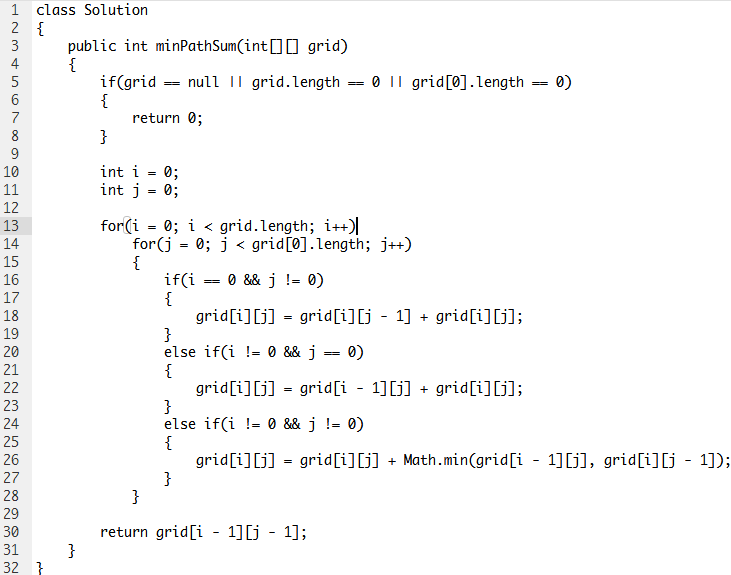 1 class Solution
2 {
3     public int minPathSum(int[][] grid)
4     {
5         if(grid == null || grid.length == 0 || grid[0].length == 0)
6         {
7             return 0;
8         }
9
10         int i = 0;
11         int j = 0;
12
13         for(i = 0; i < grid.length; i++)
14             for(j = 0; j < grid[0].length; j++)
15             {
16                 if(i == 0 && j != 0)
17                 {
18                     grid[i][j] = grid[i][j - 1] + grid[i][j];
19                 }
20                 else if(i != 0 && j == 0)
21                 {
22                     grid[i][j] = grid[i - 1][j] + grid[i][j];
23                 }
24                 else if(i != 0 && j != 0)
25                 {
26                     grid[i][j] = grid[i][j] + Math.min(grid[i - 1][j], grid[i][j - 1]);
27                 }
28             }
29
30         return grid[i - 1][j - 1];
31     }
32 }